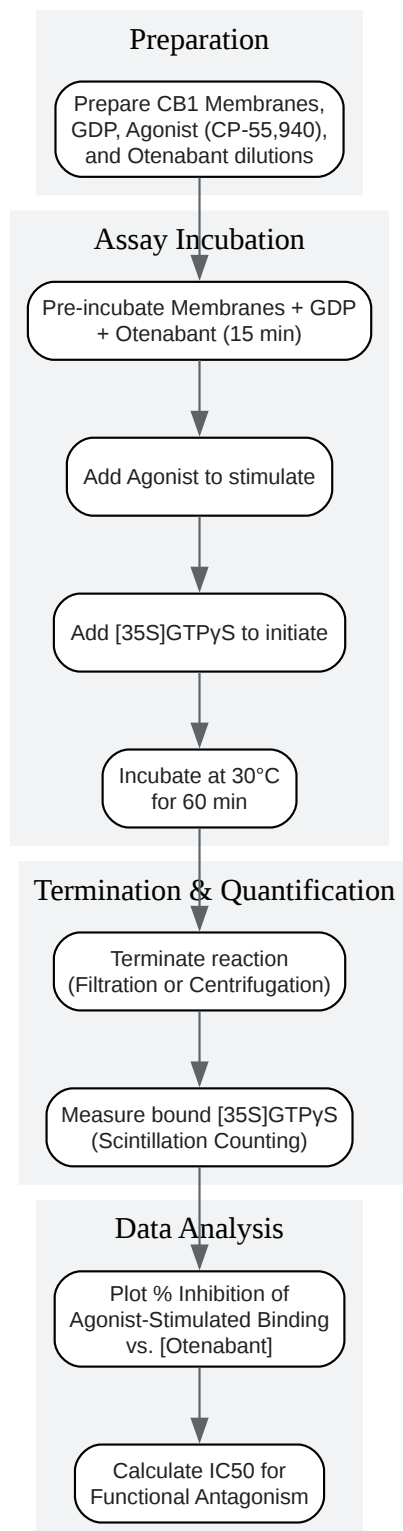 Preparation
Prepare CB1 Membranes,
GDP, Agonist (CP-55,940),
and Otenabant dilutions
Assay Incubation
Pre-incubate Membranes + GDP
+ Otenabant (15 min)
Add Agonist to stimulate
Add [35S]GTPγS to initiate
Incubate at 30°C
for 60 min
Termination & Quantification
Terminate reaction
(Filtration or Centrifugation)
Measure bound [35S]GTPγS
(Scintillation Counting)
Data Analysis
Plot % Inhibition of
Agonist-Stimulated Binding
vs. [Otenabant]
Calculate IC50 for
Functional Antagonism